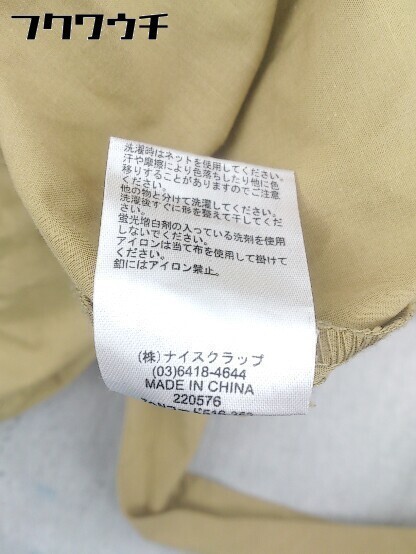 フクワウチ
洗濯時はネットを使用してください。
汗や摩擦により色落ちしたり他に色
移りすることがありますのでご注意
ください。
他の物と分けて洗濯してください。
洗濯後すぐに形を整えて干してくだ
さい。
蛍光増白剤の入っている洗剤を使用
しないでください。
アイロンは当て布を使用して掛けて
ください。
釦にはアイロン禁止。
(株)ナイスクラップ
(03)6418-4644
MADE IN CHINA
220576